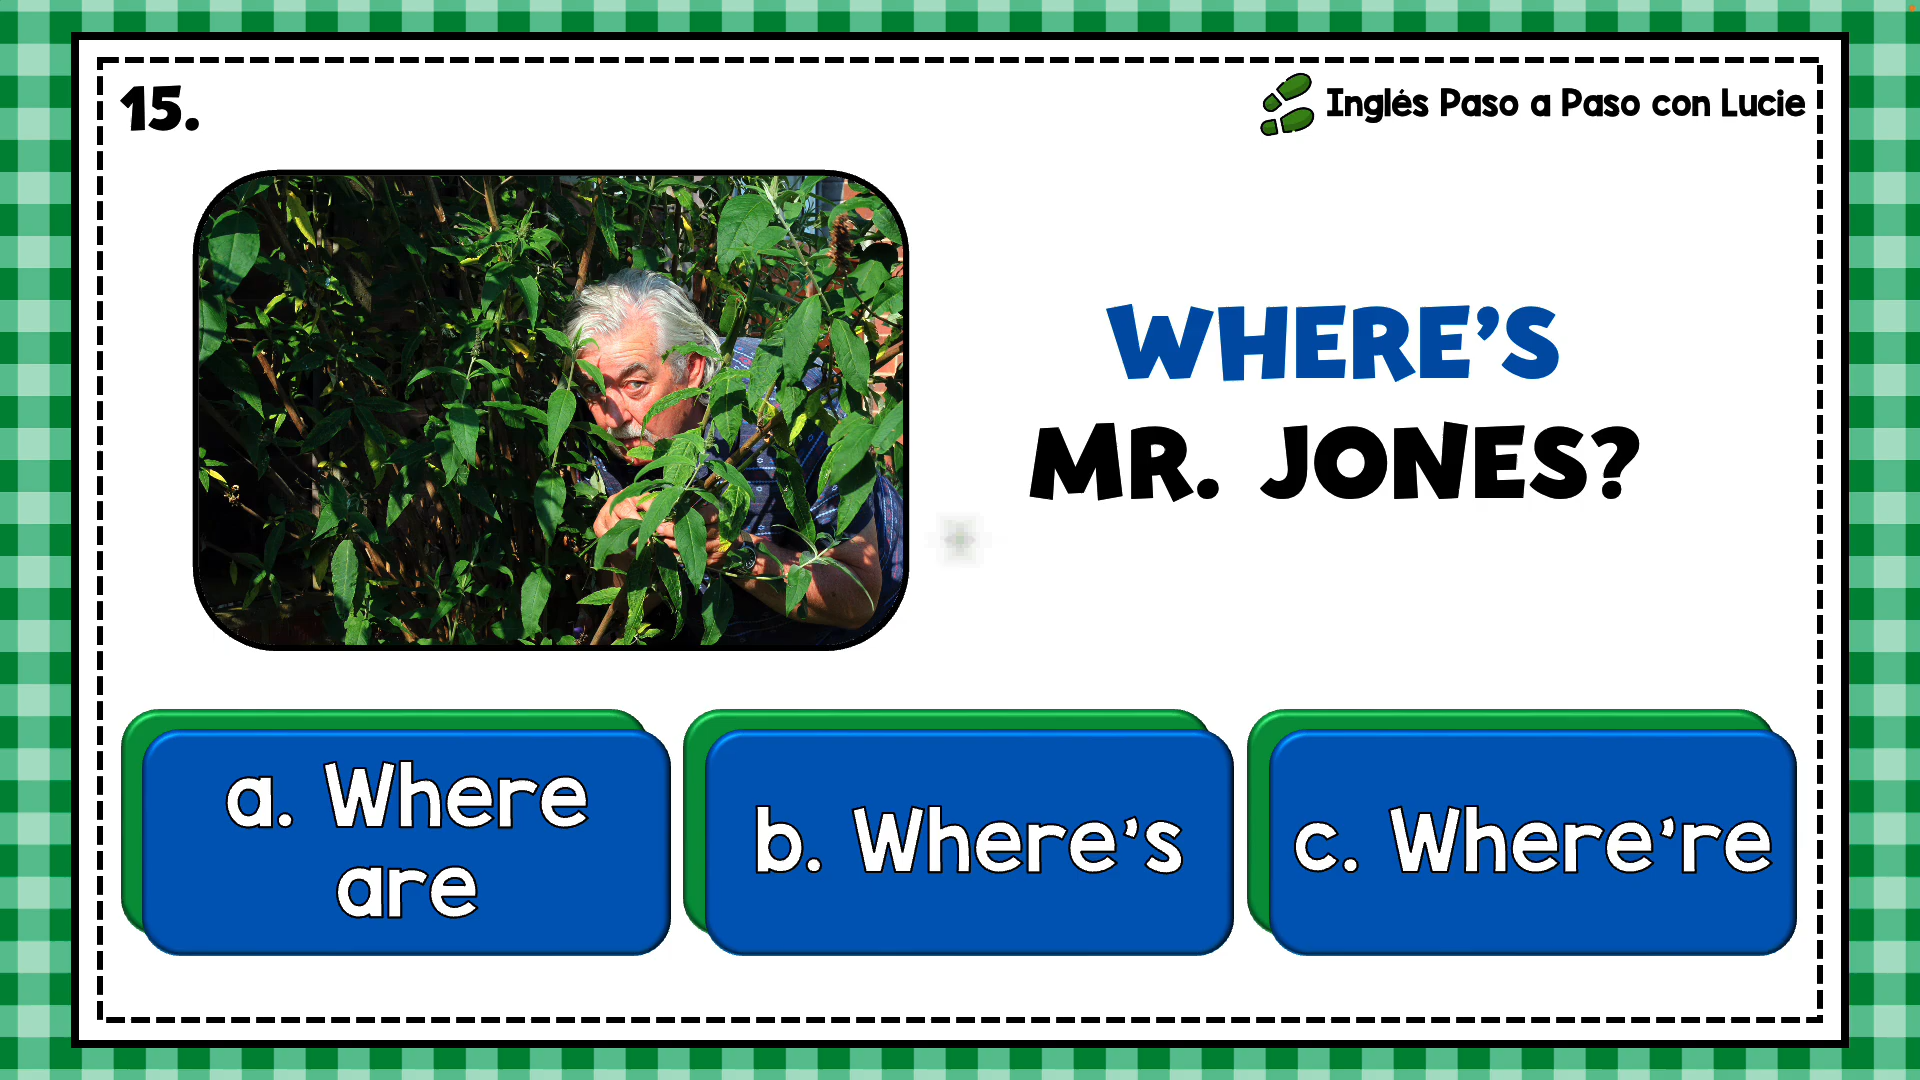 15.
Inglés Paso a Paso con Lucie
WHERE'S
MR. JONES?
a. Where
are
b. Where's
c. Where're